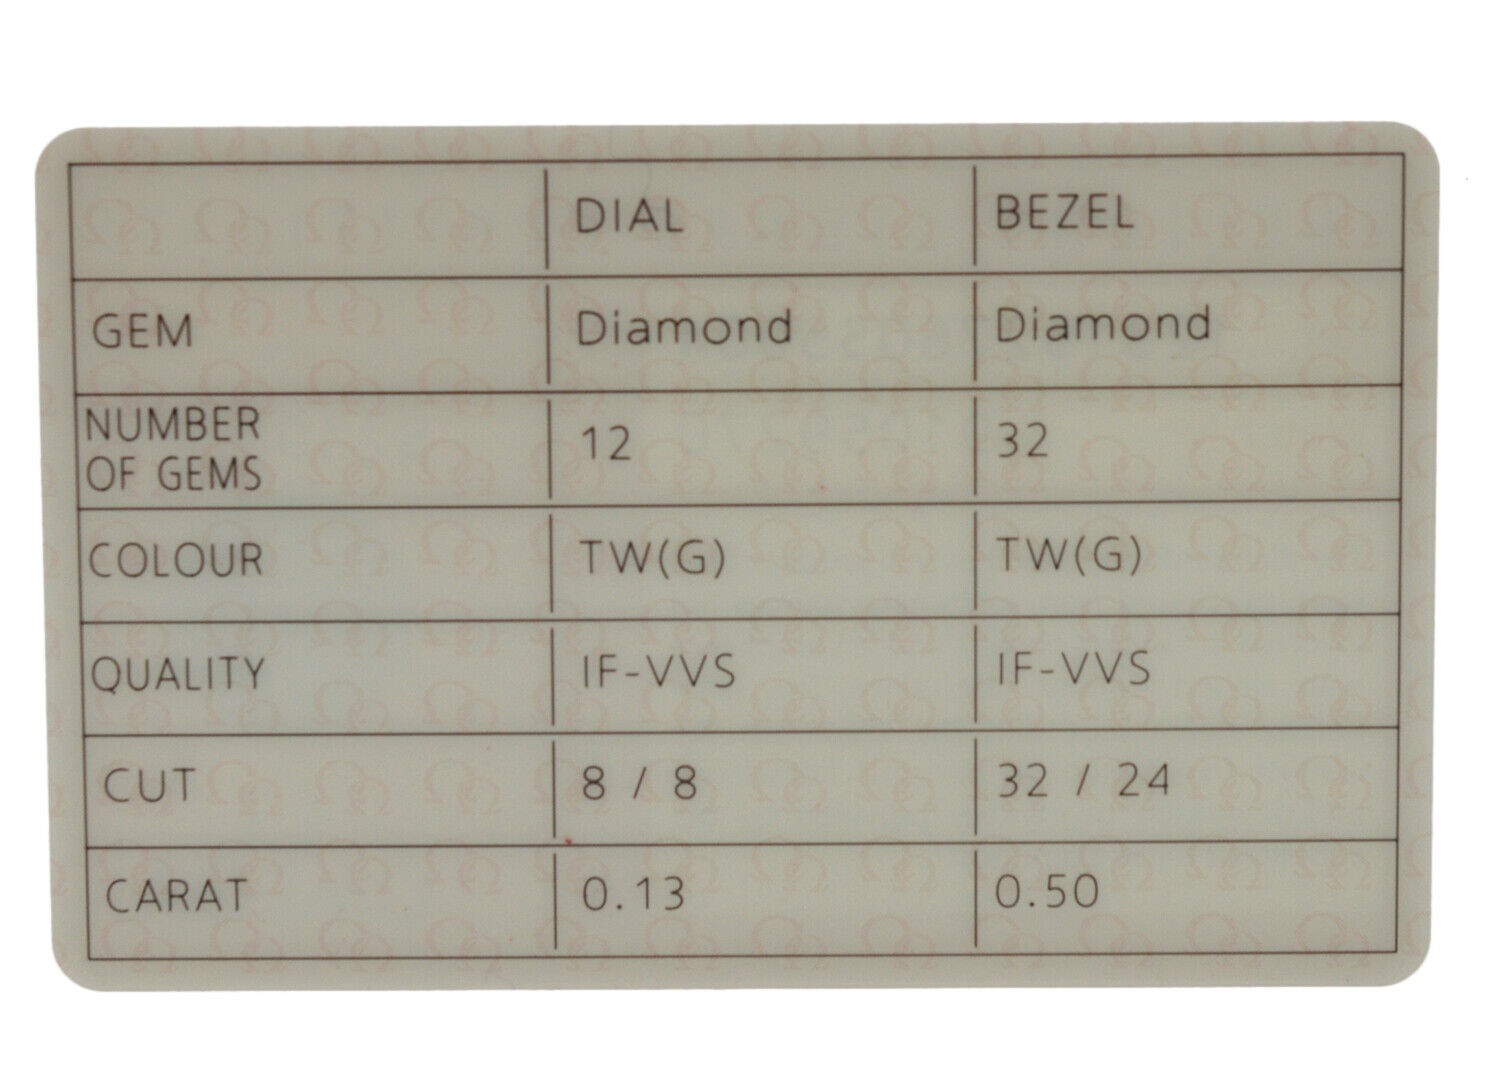 DIAL BEZEL
GEM Diamond Diamond
NUMBER
OF GEMS 12 32
COLOUR TW(G) TW(G)
QUALITY IF-VVS IF-VVS
CUT 8 / 8 32 / 24
CARAT 0.13 0.50